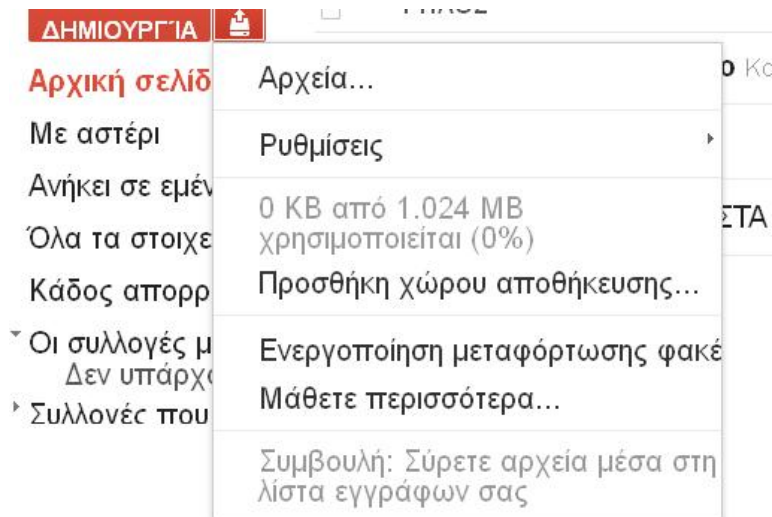 ΔΗΜΙΟΥΡΓΊΑ
Αρχική σελίδ
Με αστέρι
Ανήκει σε εμέν
Όλα τα στοιχε
Κάδος απορρ
Οι συλλογές μ
Δεν υπάρχο
Συλλογές που
Αρχεία...
Ρυθμίσεις
0 KB από 1.024 MB
χρησιμοποιείται (0%)
Προσθήκη χώρου αποθήκευσης...
Ενεργοποίηση μεταφόρτωσης φακέ
Μάθετε περισσότερα...
Συμβουλή: Σύρετε αρχεία μέσα στη
λίστα εγγράφων σας
ο Κα
ΣΤΑ